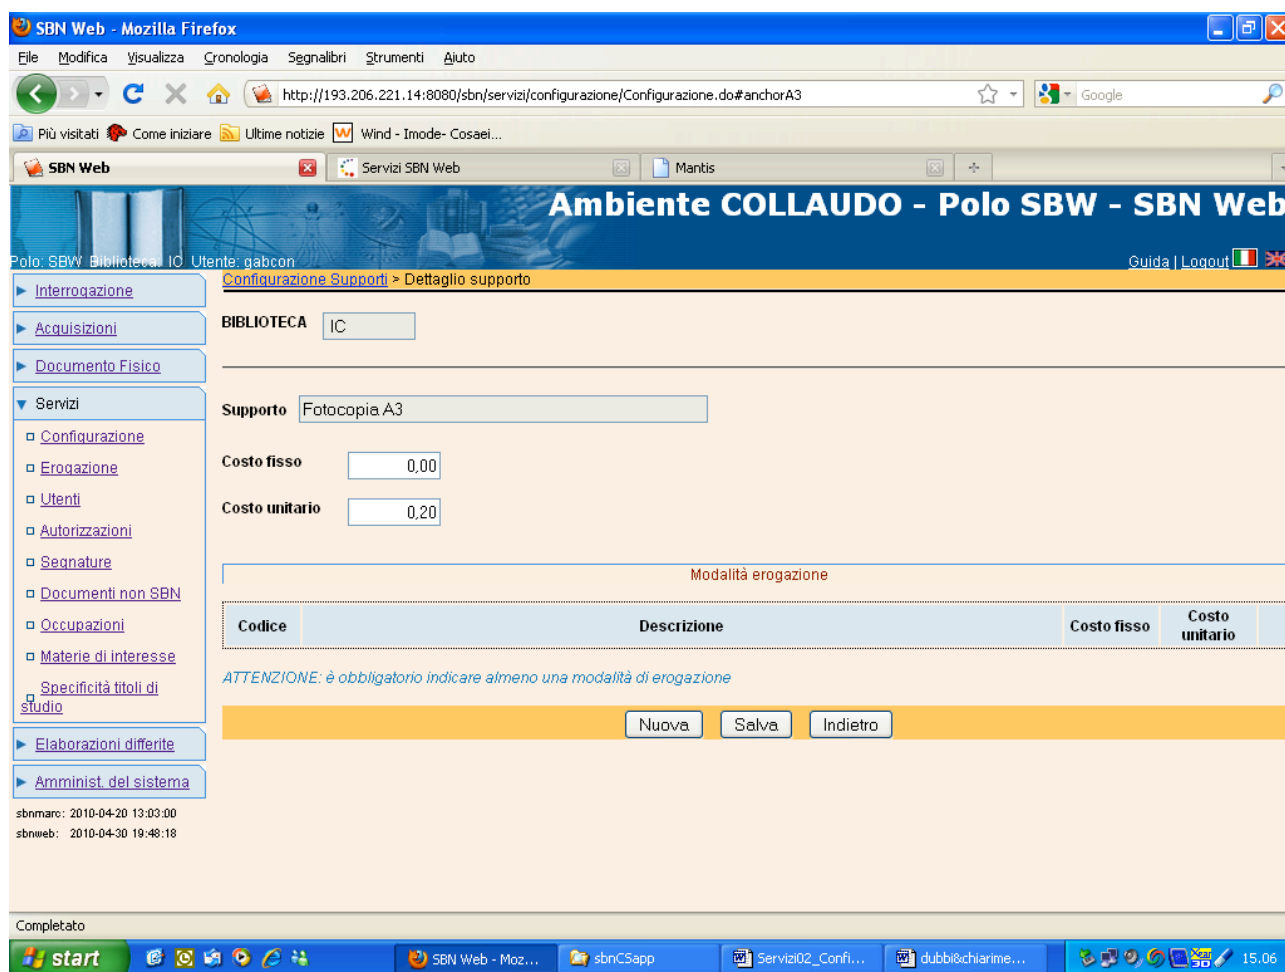 SBN Web - Mozilla Firefox
File Modifica Visualizza Cronologia Segnalibri Strumenti Aiuto
http://193.206.221.14:8080/sbn/servizi/configurazione/Configurazione.do#anchorA3 Google
Più visitati Come iniziare Ultime notizie Wind - Imode- Cosaei...
SBN Web Servizi SBN Web Mantis
Ambiente COLLAUDO - Polo SBW - SBN Web
Polo: SBW Biblioteca: IC Utente: gabcon Guida | Logout
Configurazione Supporti > Dettaglio supporto
Interrogazione
Acquisizioni
Documento Fisico
Servizi
Configurazione
Erogazione
Utenti
Autorizzazioni
Segnature
Documenti non SBN
Occupazioni
Materie di interesse
Specificità titoli di
studio
Elaborazioni differite
Amminist. del sistema
sbnmarc: 2010-04-20 13:03:00
sbnweb: 2010-04-30 19:48:18
BIBLIOTECA IC
Supporto Fotocopia A3
Costo fisso 0,00
Costo unitario 0,20
Modalità erogazione
Codice Descrizione Costo fisso Costo unitario
ATTENZIONE: è obbligatorio indicare almeno una modalità di erogazione
Nuova Salva Indietro
Completato
start SBN Web - Moz... sbnCSapp Servizi02_Confi... dubbi&chiarime... 15.06